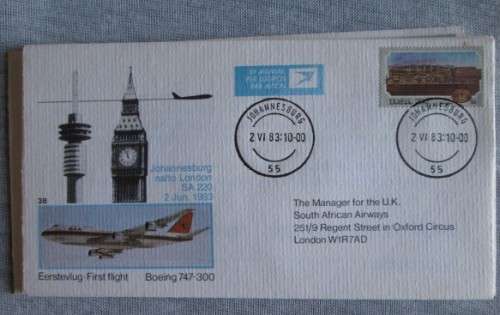 BY AIRMAIL
PER LUGPOS
PAR AVION
JOHANNESBURG
2 VI 83:10-00
55
JOHANNESBURG
2 VI 83:10-00
55
Johannesburg
na/to London
SA 220
2 Jun. 1983
38
Eerstevlug·First flight Boeing 747-300
The Manager for the U.K.
South African Airways
251/9 Regent Street in Oxford Circus
London W1R7AD